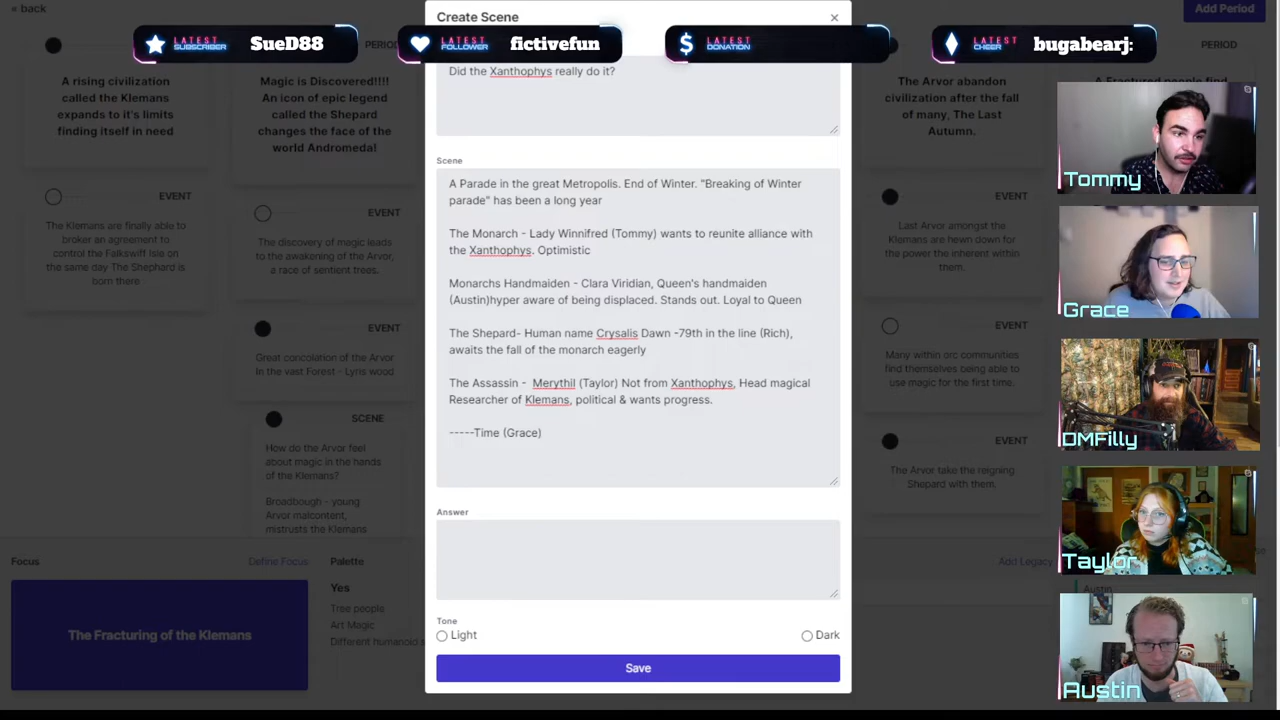 « back
Create Scene
×
Add Period
LATEST SUBSCRIBER
SueD88
LATEST FOLLOWER
fictivefun
LATEST DONATION
LATEST CHEER
bugabearj:
PERIOD
A rising civilization
called the Klemans
expands to it's limits
finding itself in need
EVENT
The Klemans are finally able to
broker an agreement to
control the Falkswiff Isle on
the same day The Shepard is
born there
Magic is Discovered!!!!
An icon of epic legend
called the Shepard
changes the face of the
world Andromeda!
EVENT
The discovery of magic leads
to the awakening of the Arvor,
a race of sentient trees.
EVENT
Great concolation of the Arvor
In the vast Forest - Lyris wood
SCENE
How do the Arvor feel
about magic in the hands
of the Klemans?
Broadbough - young
Arvor malcontent,
mistrusts the Klemans
Did the Xanthophys really do it?
Scene
A Parade in the great Metropolis. End of Winter. "Breaking of Winter
parade" has been a long year
The Monarch - Lady Winnifred (Tommy) wants to reunite alliance with
the Xanthophys. Optimistic
Monarchs Handmaiden - Clara Viridian, Queen's handmaiden
(Austin)hyper aware of being displaced. Stands out. Loyal to Queen
The Shepard- Human name Crysalis Dawn -79th in the line (Rich),
awaits the fall of the monarch eagerly
The Assassin - Merythil (Taylor) Not from Xanthophys, Head magical
Researcher of Klemans, political & wants progress.
-----Time (Grace)
Answer
Tone
Light
Dark
Save
The Arvor abandon
civilization after the fall
of many, The Last
Autumn.
EVENT
Last Arvor amongst the
Klemans are hewn down for
the power the inherent within
them.
EVENT
Many within orc communities
find themselves being able to
use magic for the first time.
EVENT
The Arvor take the reigning
Shepard with them.
PERIOD
A Fractured people find
Focus
Define Focus
The Fracturing of the Klemans
Palette
Yes
Tree people
Art Magic
Different humanoid s
Add Legacy
Austin
Tommy
Grace
DMFilly
Taylor
Austin